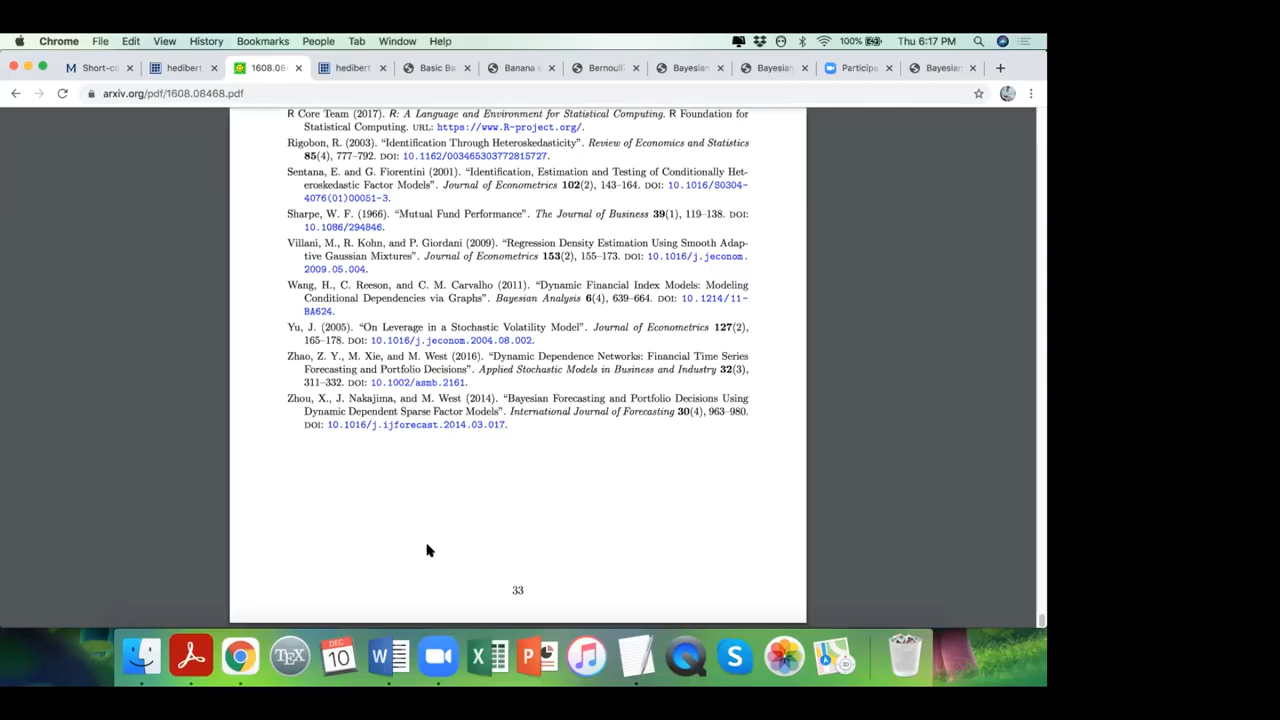 Chrome File Edit View History Bookmarks People Tab Window Help 100% Thu 6:17 PM
Short-co hedibert 1608.08 hedibert Basic Ba Banana s Bernoulli Bayesian Bayesian Participa Bayesian
arxiv.org/pdf/1608.08468.pdf
R Core Team (2017). R: A Language and Environment for Statistical Computing. R Foundation for
Statistical Computing. URL: https://www.R-project.org/.
Rigobon, R. (2003). “Identification Through Heteroskedasticity”. Review of Economics and Statistics
85(4), 777–792. DOI: 10.1162/003465303772815727.
Sentana, E. and G. Fiorentini (2001). “Identification, Estimation and Testing of Conditionally Het-
eroskedastic Factor Models”. Journal of Econometrics 102(2), 143–164. DOI: 10.1016/S0304-
4076(01)00051-3.
Sharpe, W. F. (1966). “Mutual Fund Performance”. The Journal of Business 39(1), 119–138. DOI:
10.1086/294846.
Villani, M., R. Kohn, and P. Giordani (2009). “Regression Density Estimation Using Smooth Adap-
tive Gaussian Mixtures”. Journal of Econometrics 153(2), 155–173. DOI: 10.1016/j.jeconom.
2009.05.004.
Wang, H., C. Reeson, and C. M. Carvalho (2011). “Dynamic Financial Index Models: Modeling
Conditional Dependencies via Graphs”. Bayesian Analysis 6(4), 639–664. DOI: 10.1214/11-
BA624.
Yu, J. (2005). “On Leverage in a Stochastic Volatility Model”. Journal of Econometrics 127(2),
165–178. DOI: 10.1016/j.jeconom.2004.08.002.
Zhao, Z. Y., M. Xie, and M. West (2016). “Dynamic Dependence Networks: Financial Time Series
Forecasting and Portfolio Decisions”. Applied Stochastic Models in Business and Industry 32(3),
311–332. DOI: 10.1002/asmb.2161.
Zhou, X., J. Nakajima, and M. West (2014). “Bayesian Forecasting and Portfolio Decisions Using
Dynamic Dependent Sparse Factor Models”. International Journal of Forecasting 30(4), 963–980.
DOI: 10.1016/j.ijforecast.2014.03.017.
33
TEX DEC 10 W X P S 3D